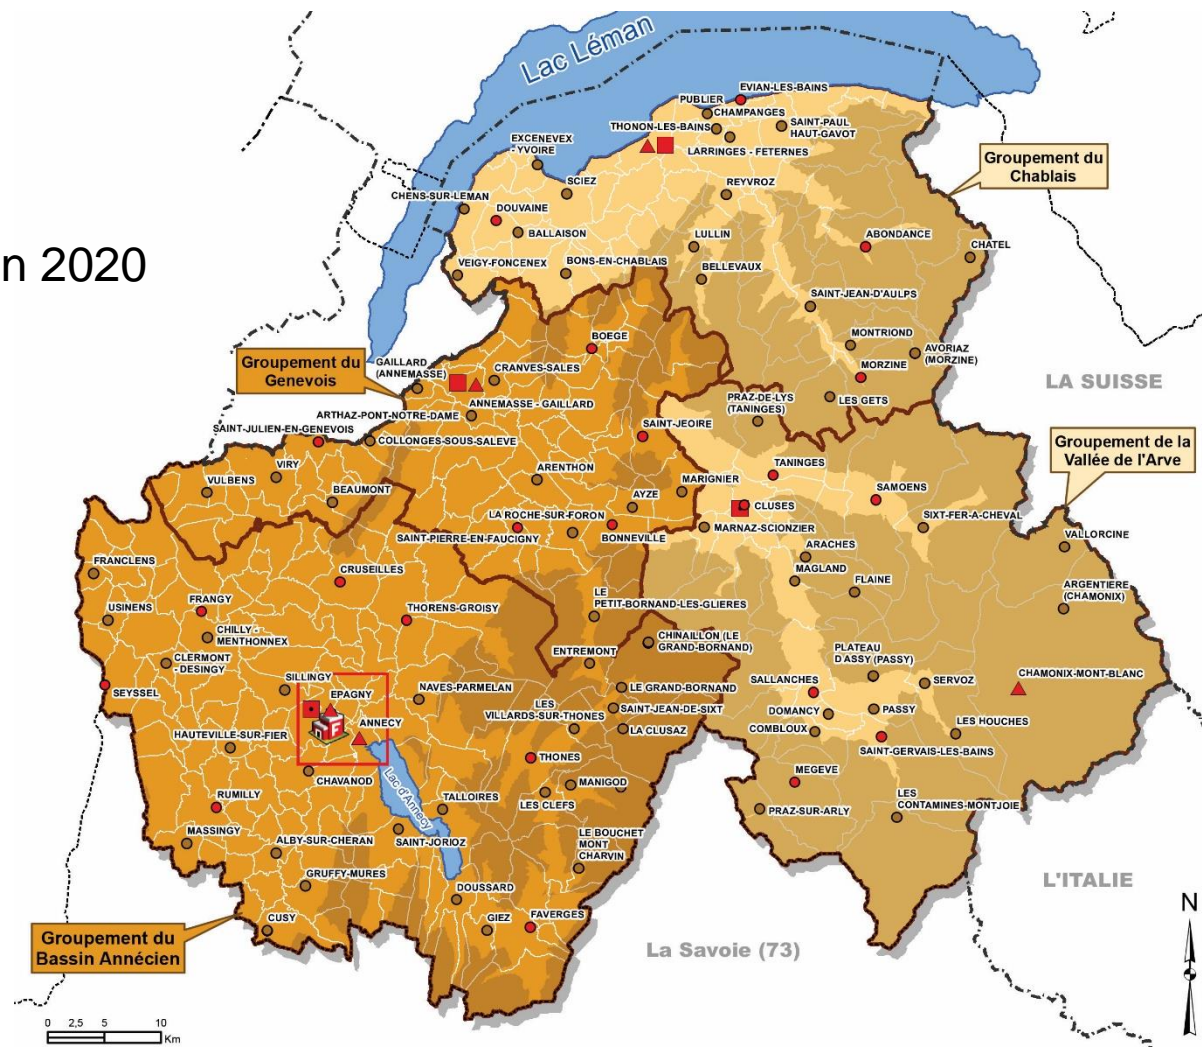 Lac Léman
EVIAN-LES-BAINS
PUBLIER
CHAMPANGES
THONON-LES-BAINS
SAINT-PAUL
HAUT-GAVOT
LARRINGES - FETERNES
EXCENEVEX
- YVOIRE
Groupement du
Chablais
SCIEZ
REYVROZ
CHENS-SUR-LEMAN
DOUVAINE
BALLAISON
LULLIN
ABONDANCE
CHATEL
n 2020
VEIGY-FONCENEX
BONS-EN-CHABLAIS
BELLEVAUX
SAINT-JEAN-D'AULPS
BOEGE
MONTRIOND
AVORIAZ
(MORZINE)
Groupement du
Genevois
GAILLARD
(ANNEMASSE)
CRANVES-SALES
MORZINE
LA SUISSE
LES GETS
PRAZ-DE-LYS
(TANINGES)
ANNEMASSE - GAILLARD
ARTHAZ-PONT-NOTRE-DAME
SAINT-JULIEN-EN-GENEVOIS
COLLONGES-SOUS-SALEVE
SAINT-JEOIRE
Groupement de la
Vallée de l'Arve
TANINGES
VIRY
VULBENS
BEAUMONT
ARENTHON
MARIGNIER
AYZE
SAMOENS
CLUSES
SIXT-FER-A-CHEVAL
LA ROCHE-SUR-FORON
SAINT-PIERRE-EN-FAUCIGNY
BONNEVILLE
MARNAZ-SCIONZIER
VALLORCINE
ARACHES
MAGLAND
FLAINE
FRANCLENS
CRUSEILLES
ARGENTIERE
(CHAMONIX)
USINENS
FRANGY
THORENS-GROISY
LE
PETIT-BORNAND-LES-GLIERES
CHILLY -
MENTHONNEX
CHINAILLON (LE
GRAND-BORNAND)
ENTREMONT
CLERMONT
- DESINGY
PLATEAU
D'ASSY (PASSY)
SILLINGY
SEYSSEL
EPAGNY
NAVES-PARMELAN
LE GRAND-BORNAND
SALLANCHES
SERVOZ
CHAMONIX-MONT-BLANC
LES
VILLARDS-SUR-THONES
SAINT-JEAN-DE-SIXT
DOMANCY
PASSY
ANNECY
HAUTEVILLE-SUR-FIER
LA CLUSAZ
COMBLOUX
LES HOUCHES
SAINT-GERVAIS-LES-BAINS
THONES
CHAVANOD
Lac d'Annecy
MANIGOD
MEGEVE
RUMILLY
TALLOIRES
LES CLEFS
LES
CONTAMINES-MONTJOIE
PRAZ-SUR-ARLY
MASSINGY
ALBY-SUR-CHERAN
SAINT-JORIOZ
LE BOUCHET
MONT
CHARVIN
GRUFFY-MURES
DOUSSARD
L'ITALIE
CUSY
GIEZ
FAVERGES
N
Groupement du
Bassin Annécien
La Savoie (73)
0 2,5 5 10
Km
F